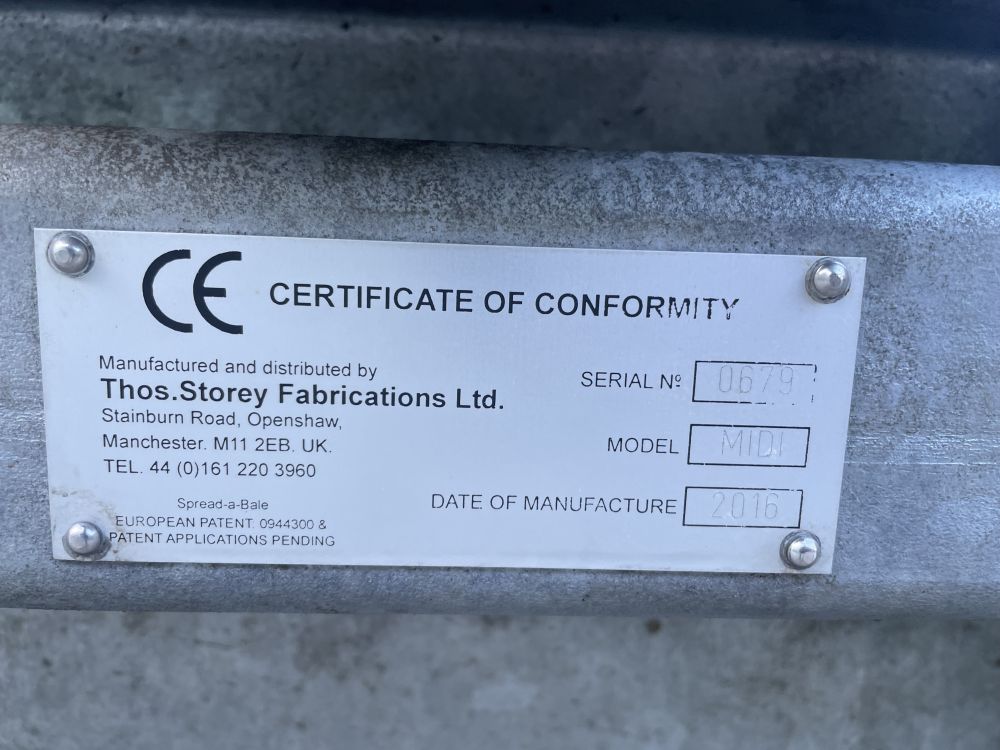 CE CERTIFICATE OF CONFORMITY
Manufactured and distributed by
Thos.Storey Fabrications Ltd.
Stainburn Road, Openshaw,
Manchester. M11 2EB. UK.
TEL. 44 (0)161 220 3960
Spread-a-Bale
EUROPEAN PATENT: 0944300 &
PATENT APPLICATIONS PENDING
SERIAL Nº 0679
MODEL MIDI
DATE OF MANUFACTURE 2016